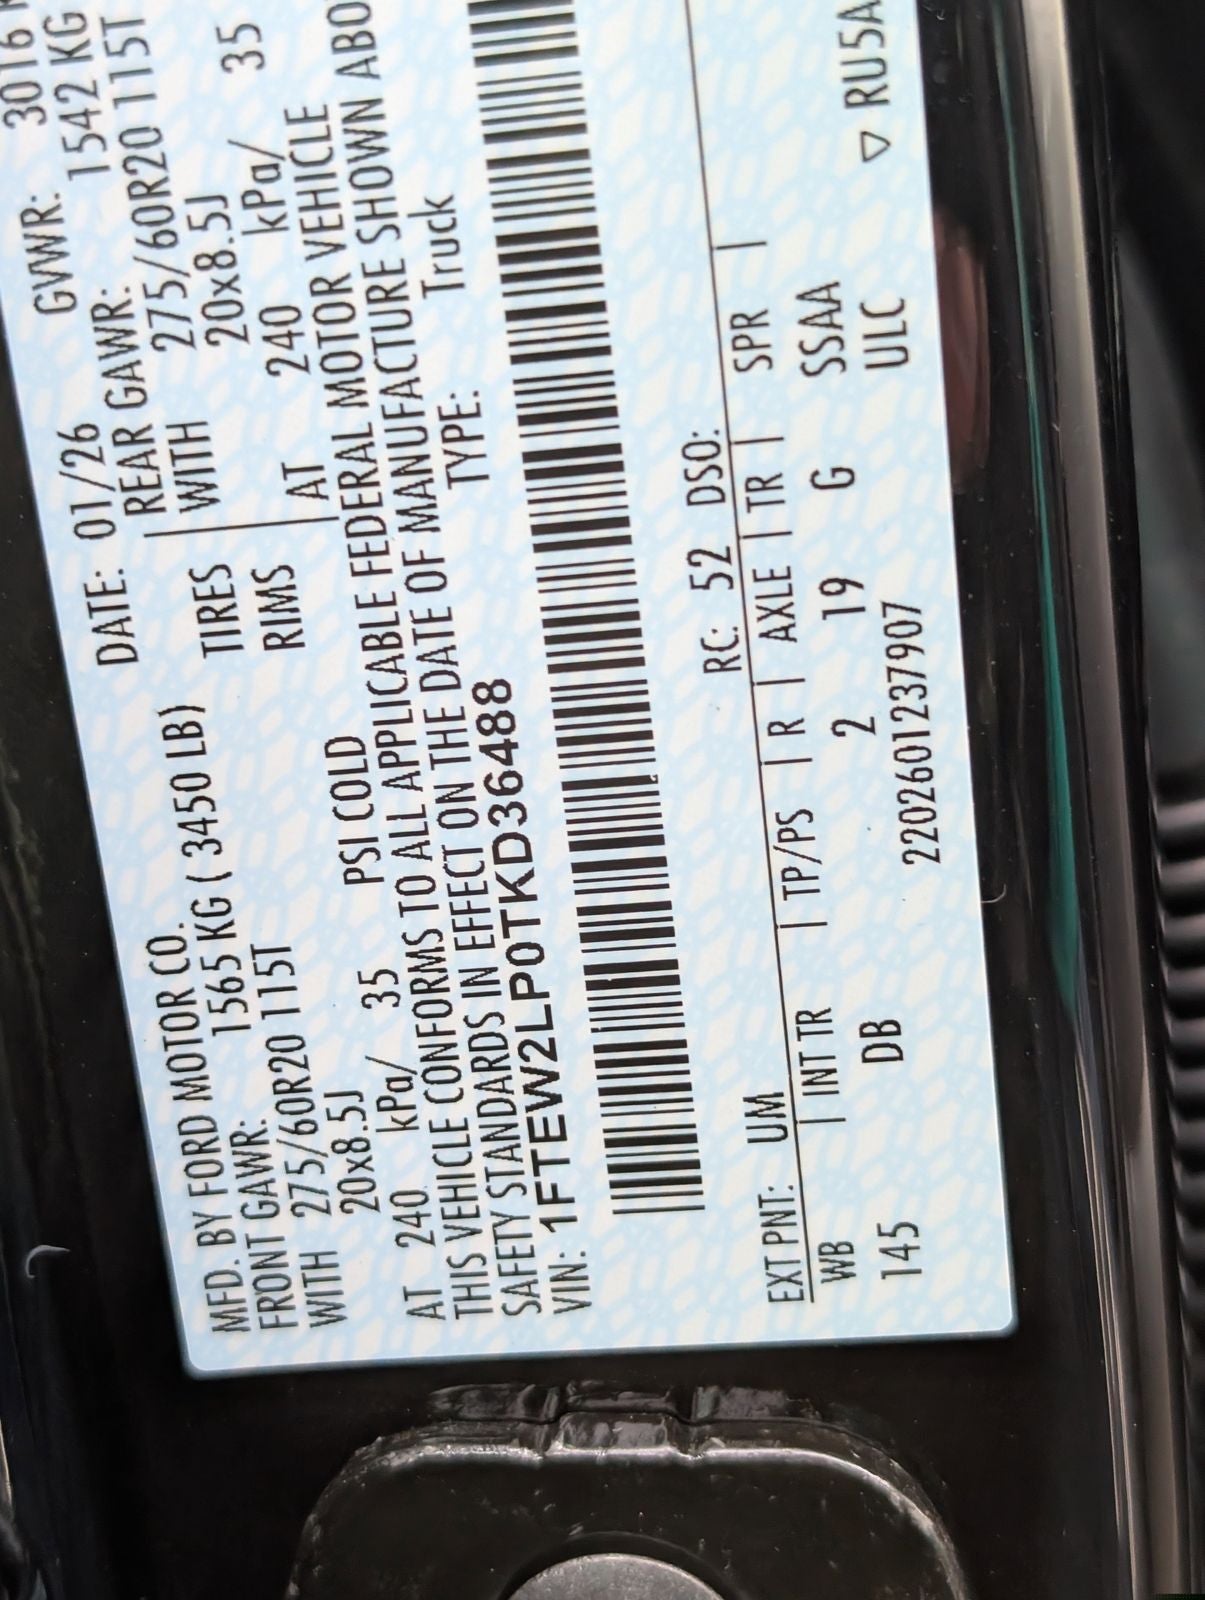 MFD. BY FORD MOTOR CO.
DATE: 01/26 GVWR: 3016
FRONT GAWR: 1565 KG ( 3450 LB) REAR GAWR: 1542 KG
WITH 275/60R20 115T TIRES WITH 275/60R20 115T
20x8.5J RIMS 20x8.5J
AT 240 kPa/ 35 PSI COLD AT 240 kPa/ 35
THIS VEHICLE CONFORMS TO ALL APPLICABLE FEDERAL MOTOR VEHICLE
SAFETY STANDARDS IN EFFECT ON THE DATE OF MANUFACTURE SHOWN ABO
VIN: 1FTEW2LP0TKD36488 TYPE: Truck
EXT PNT: UM RC: 52 DSO:
WB | INT TR | TP/PS | R | AXLE | TR | SPR |
145 DB 2 19 G SSAA
220260123790​7 ULC ▽ RU5A